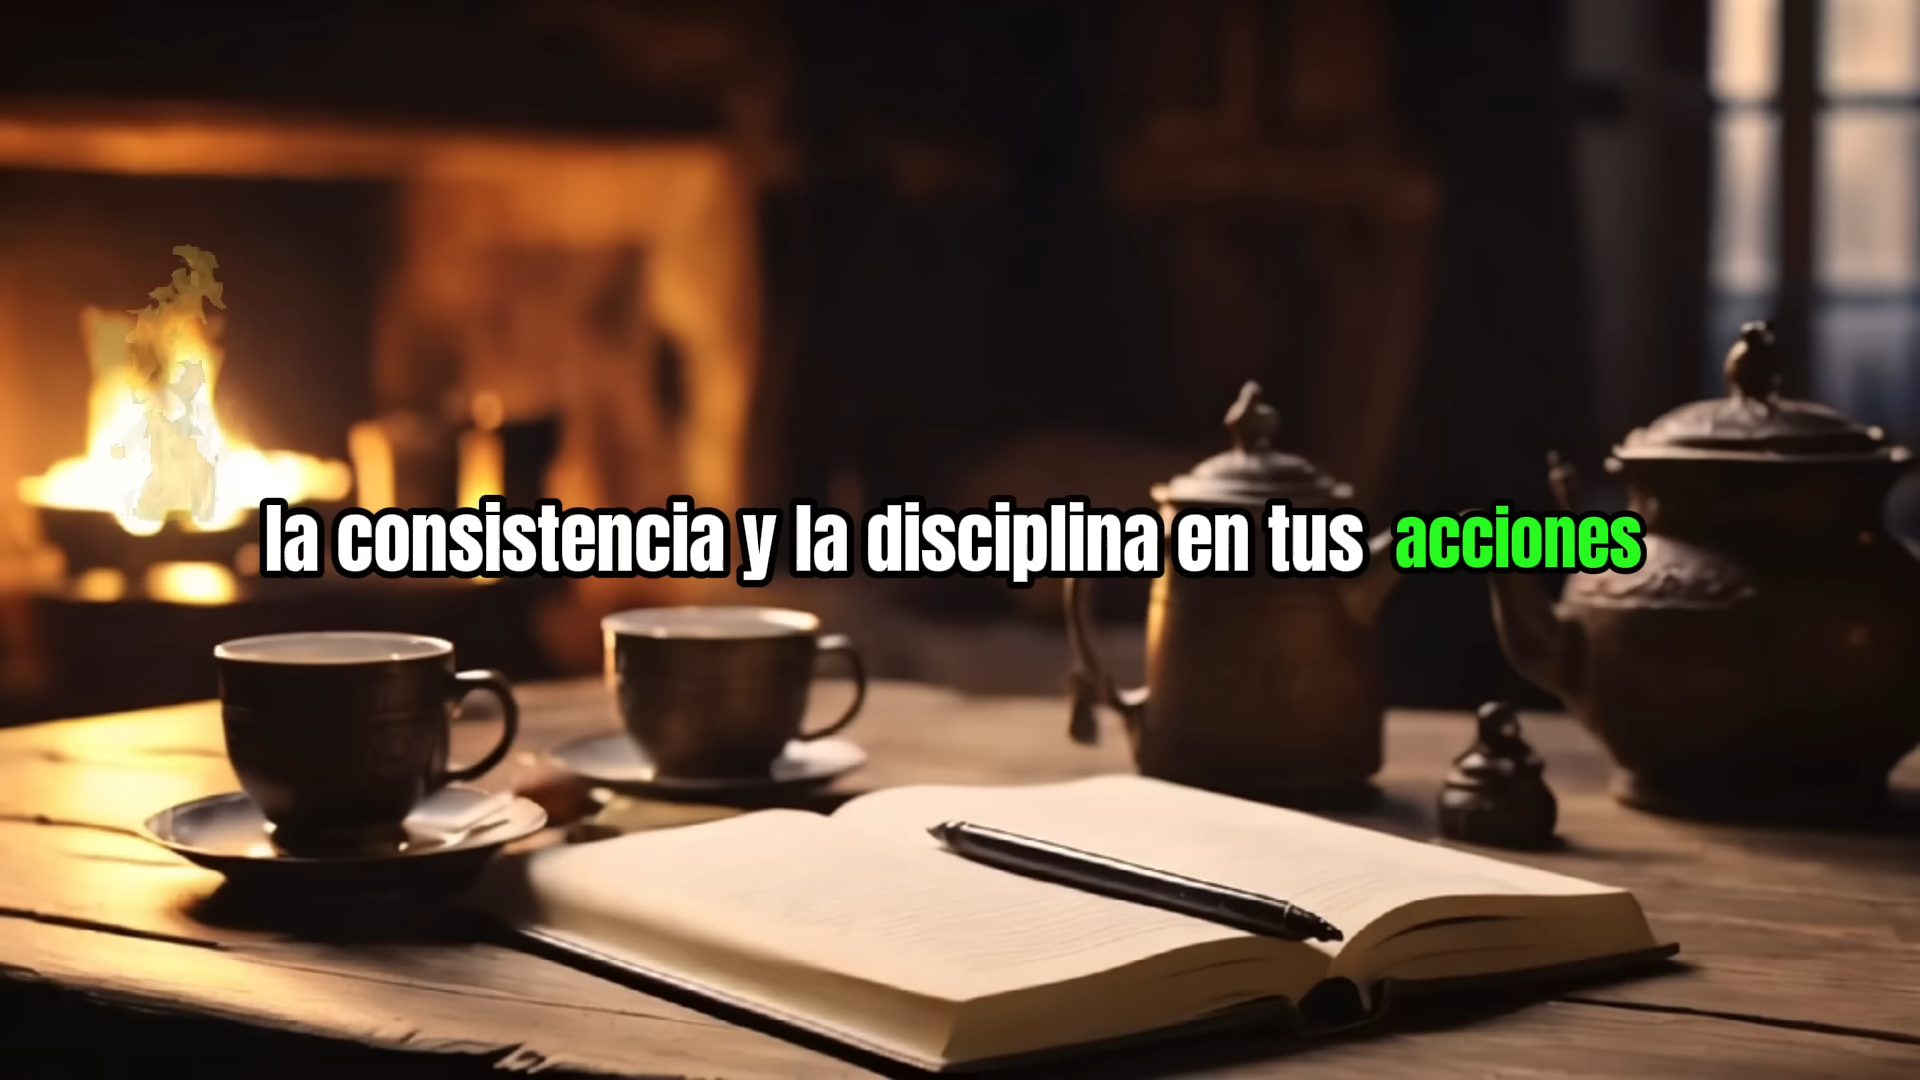 la consistencia y la disciplina en tus acciones